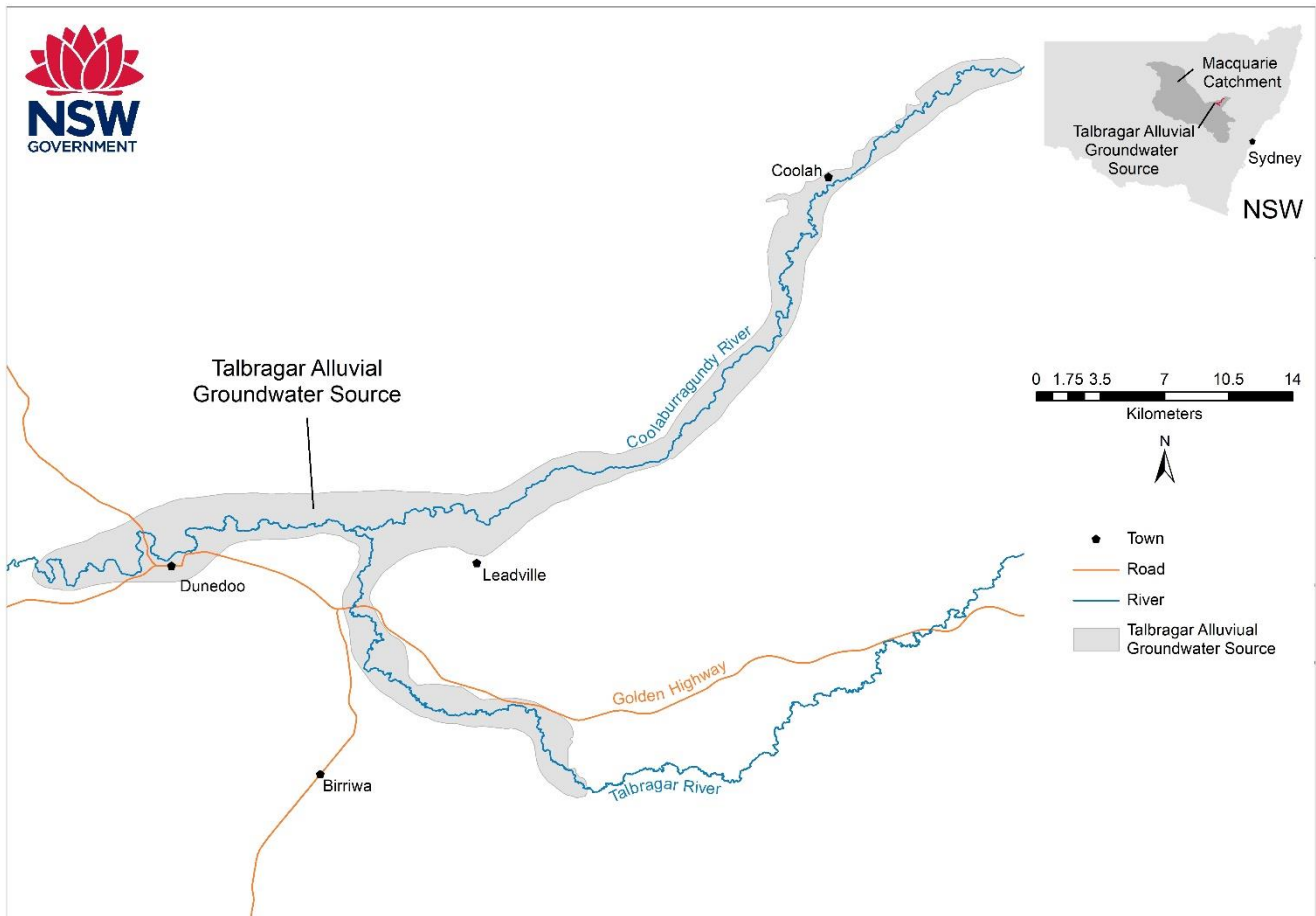 NSW
GOVERNMENT
Macquarie
Catchment
Talbragar Alluvial
Groundwater
Source
Sydney
NSW
Coolah
Coolaburragundy River
Talbragar Alluvial
Groundwater Source
0 1.75 3.5 7 10.5 14
Kilometers
N
Town
Road
River
Talbragar Alluviual
Groundwater Source
Dunedoo
Leadville
Golden Highway
Birriwa
Talbragar River